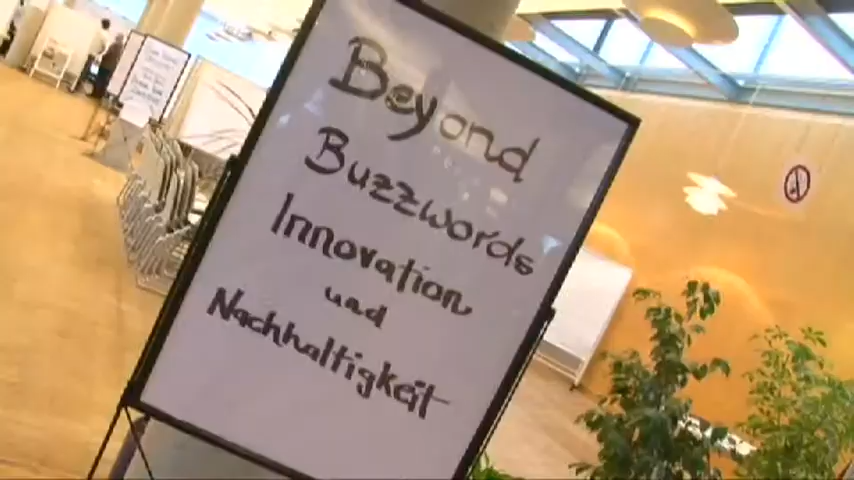 Beyond
Buzzwords
Innovation
und
Nachhaltigkeit